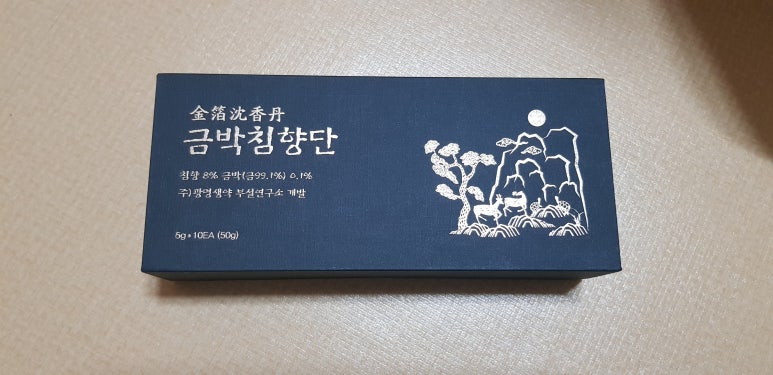 金箔沈香丹
금박침향단
침향 8% 금박(금99.1%) 0.1%
주)광명생약 부설연구소 개발
5g*10EA (50g)